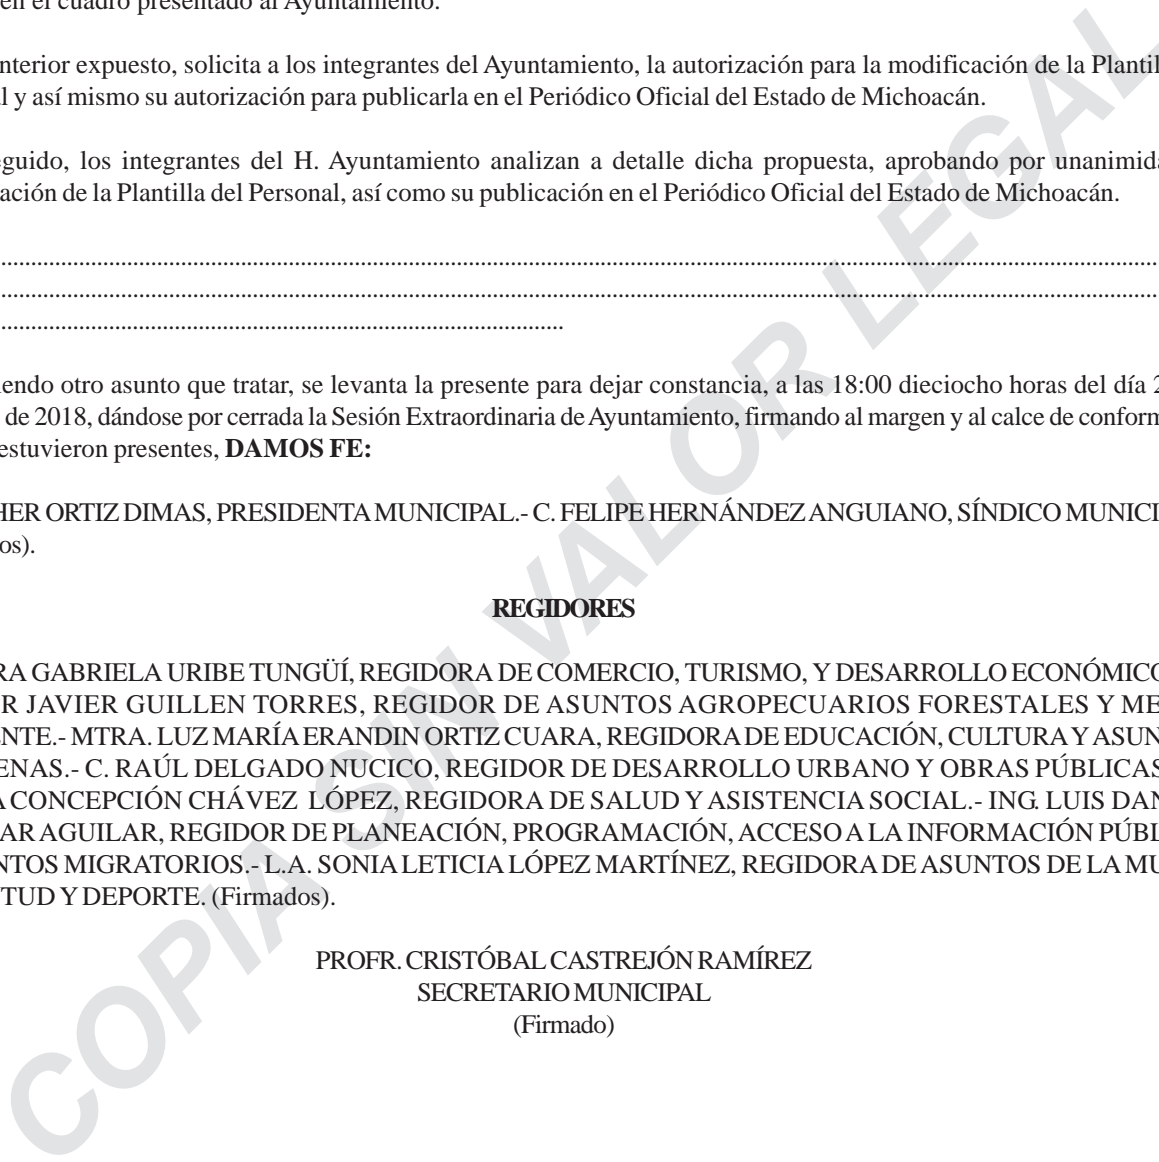 en el cuadro presentado al Ayuntamiento.
nterior expuesto, solicita a los integrantes del Ayuntamiento, la autorización para la modificación de la Plantil
l y así mismo su autorización para publicarla en el Periódico Oficial del Estado de Michoacán.
eguido, los integrantes del H. Ayuntamiento analizan a detalle dicha propuesta, aprobando por unanimida
ación de la Plantilla del Personal, así como su publicación en el Periódico Oficial del Estado de Michoacán.
..................................................................................................................................................................................................
..................................................................................................................................................................................................
..............................................................................................
endo otro asunto que tratar, se levanta la presente para dejar constancia, a las 18:00 dieciocho horas del día 2
de 2018, dándose por cerrada la Sesión Extraordinaria de Ayuntamiento, firmando al margen y al calce de conform
estuvieron presentes, DAMOS FE:
HER ORTIZ DIMAS, PRESIDENTA MUNICIPAL.- C. FELIPE HERNÁNDEZ ANGUIANO, SÍNDICO MUNICI
os).
REGIDORES
RA GABRIELA URIBE TUNGÜÍ, REGIDORA DE COMERCIO, TURISMO, Y DESARROLLO ECONÓMICO
R JAVIER GUILLEN TORRES, REGIDOR DE ASUNTOS AGROPECUARIOS FORESTALES Y ME
ENTE.- MTRA. LUZ MARÍA ERANDIN ORTIZ CUARA, REGIDORA DE EDUCACIÓN, CULTURA Y ASUN
ENAS.- C. RAÚL DELGADO NUCICO, REGIDOR DE DESARROLLO URBANO Y OBRAS PÚBLICAS
A CONCEPCIÓN CHÁVEZ LÓPEZ, REGIDORA DE SALUD Y ASISTENCIA SOCIAL.- ING. LUIS DAN
AR AGUILAR, REGIDOR DE PLANEACIÓN, PROGRAMACIÓN, ACCESO A LA INFORMACIÓN PÚBL
NTOS MIGRATORIOS.- L.A. SONIA LETICIA LÓPEZ MARTÍNEZ, REGIDORA DE ASUNTOS DE LA MU
TUD Y DEPORTE. (Firmados).
PROFR. CRISTÓBAL CASTREJÓN RAMÍREZ
SECRETARIO MUNICIPAL
(Firmado)
COPIA SIN VALOR LEGAL